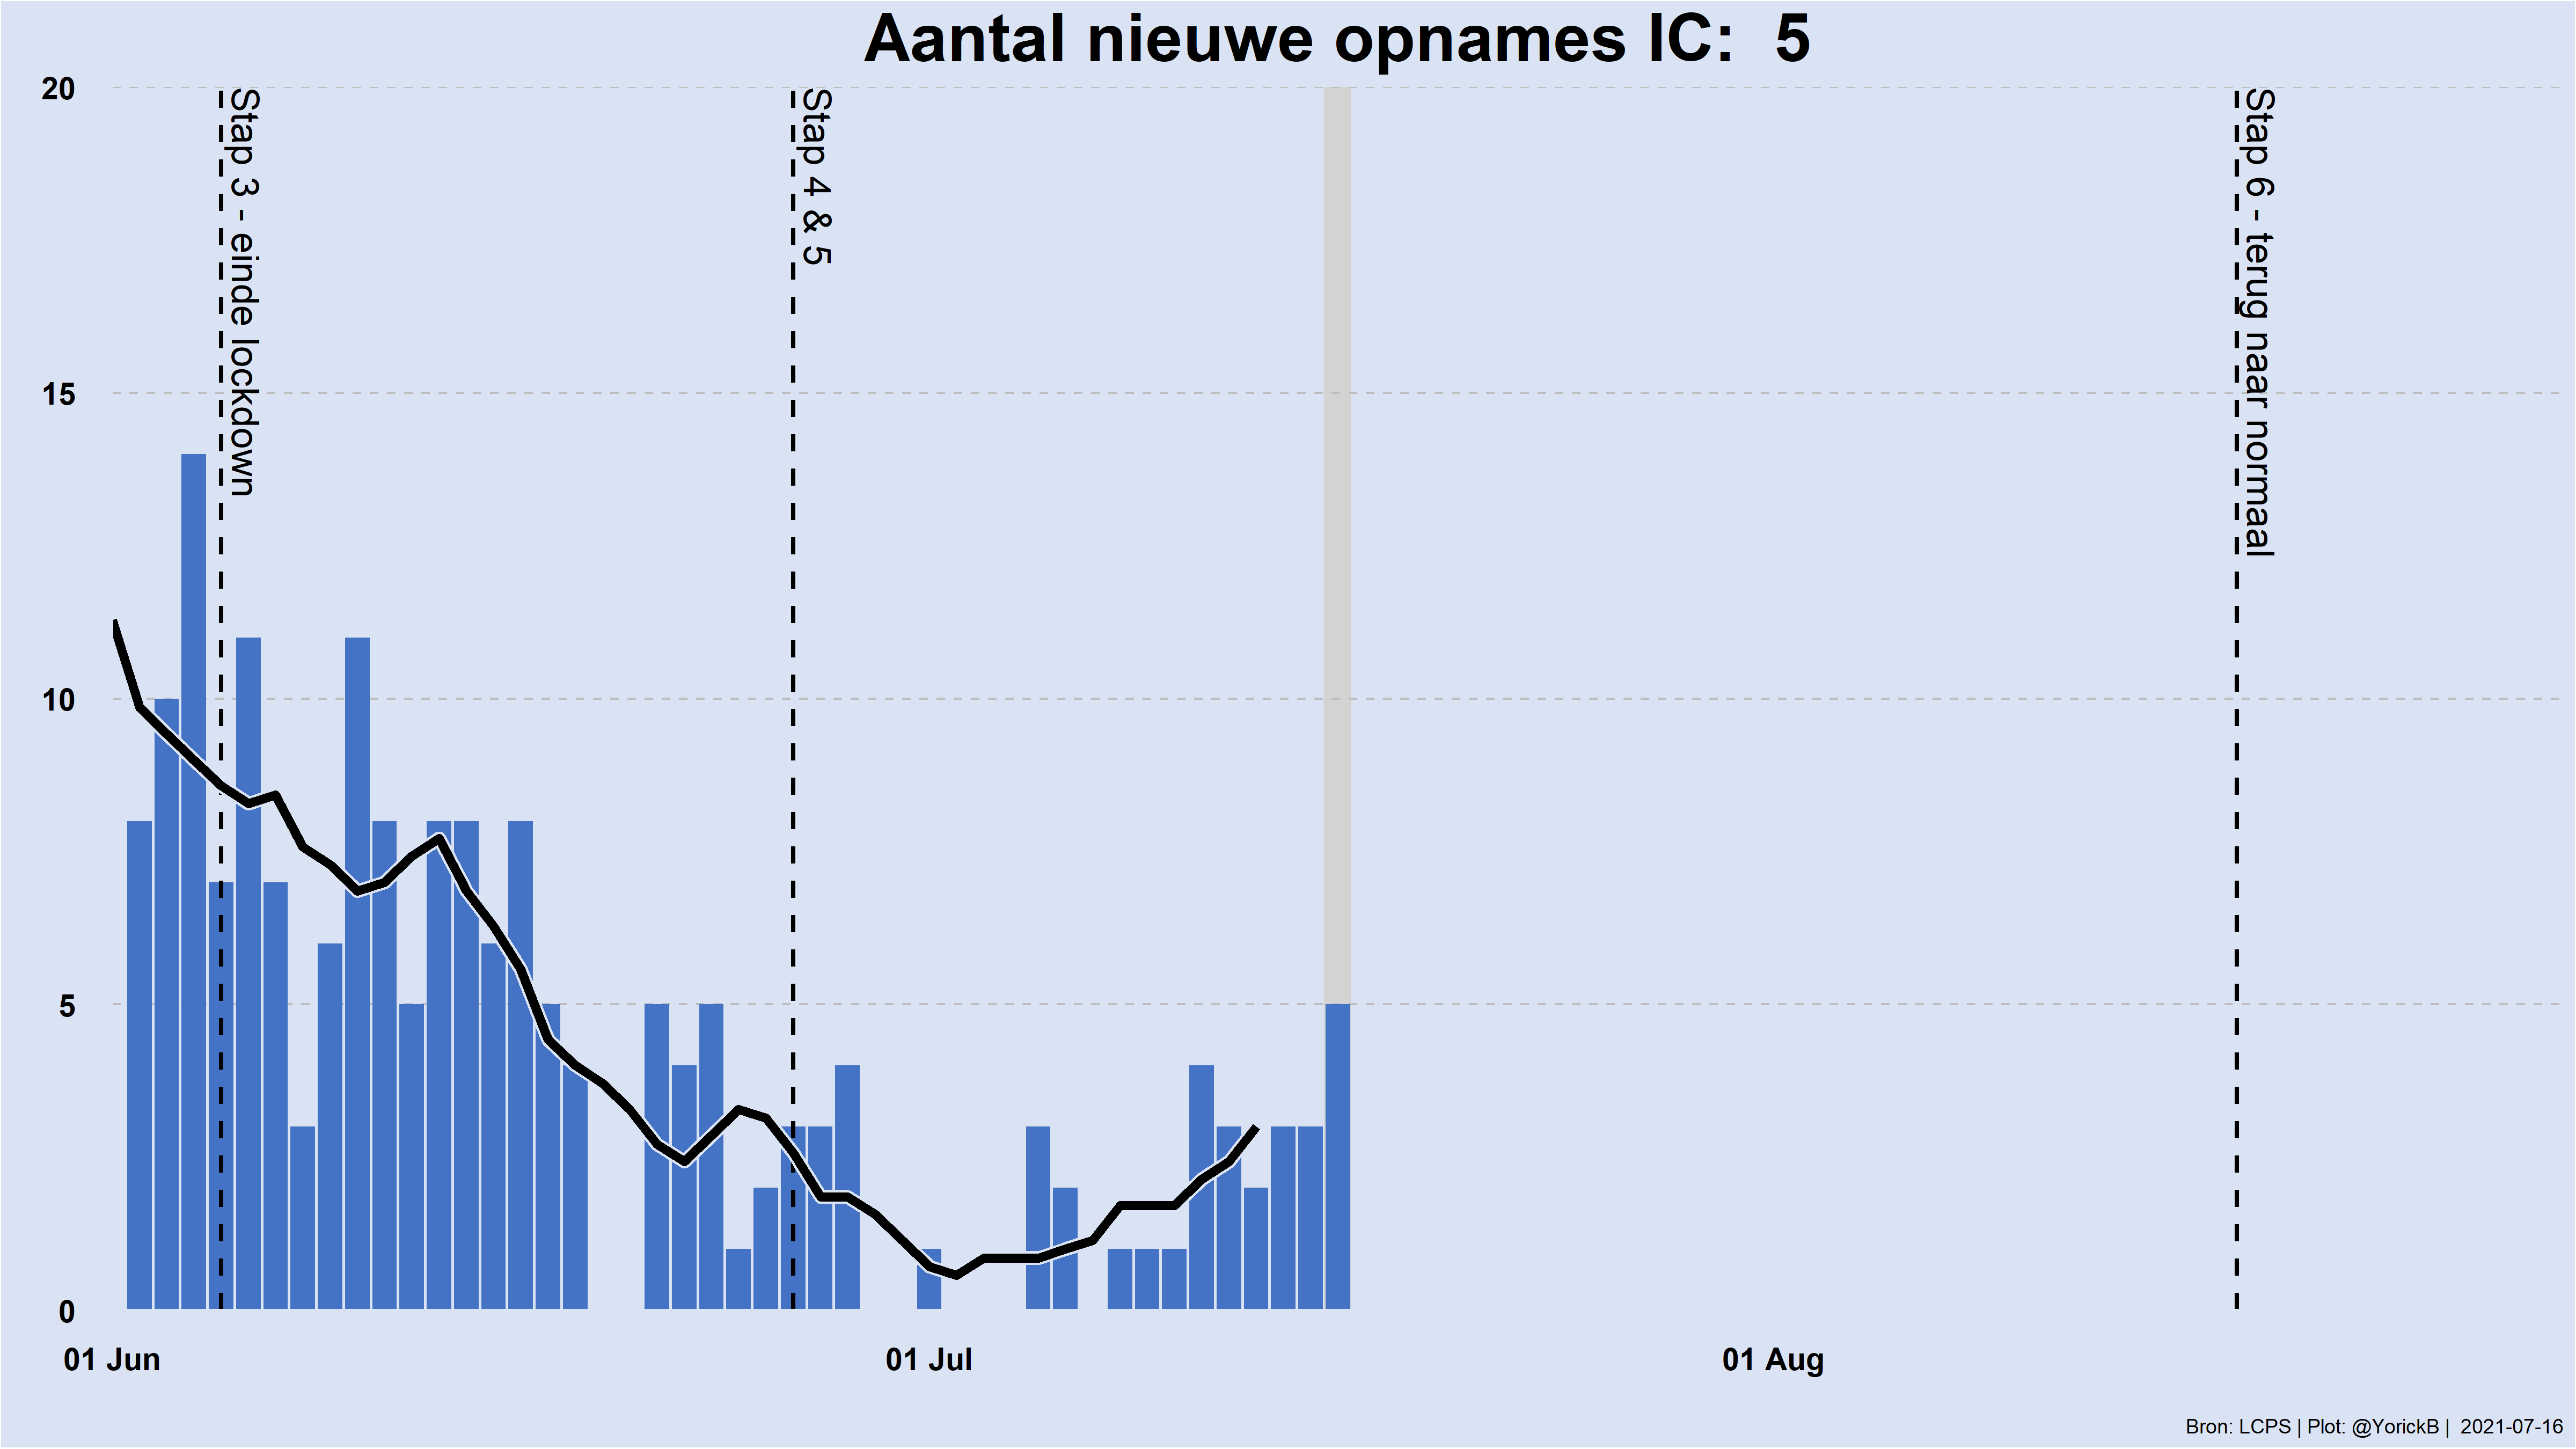 Aantal nieuwe opnames IC:  5
20
15
10
5
0
Stap 3 - einde lockdown
Stap 4 & 5
Stap 6 - terug naar normaal
01 Jun
01 Jul
01 Aug
Bron: LCPS | Plot: @YorickB |  2021-07-16